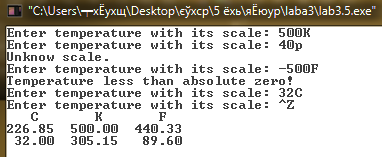 "C:\Users\┬хЁухщ\Desktop\єўхср\5 ёхь\яЁюур\laba3\lab3.5.exe"
Enter temperature with its scale: 500K
Enter temperature with its scale: 40p
Unknow scale.
Enter temperature with its scale: -500F
Temperature less than absolute zero!
Enter temperature with its scale: 32C
Enter temperature with its scale: ^Z
C K F
226.85 500.00 440.33
32.00 305.15 89.60